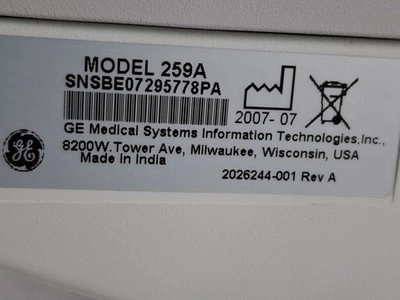 MODEL 259A
SNSBE07295778PA
2007-07
GE Medical Systems Information Technologies,Inc.,
8200W.Tower Ave, Milwaukee, Wisconsin, USA
Made In India
GE
2026244-001 Rev A